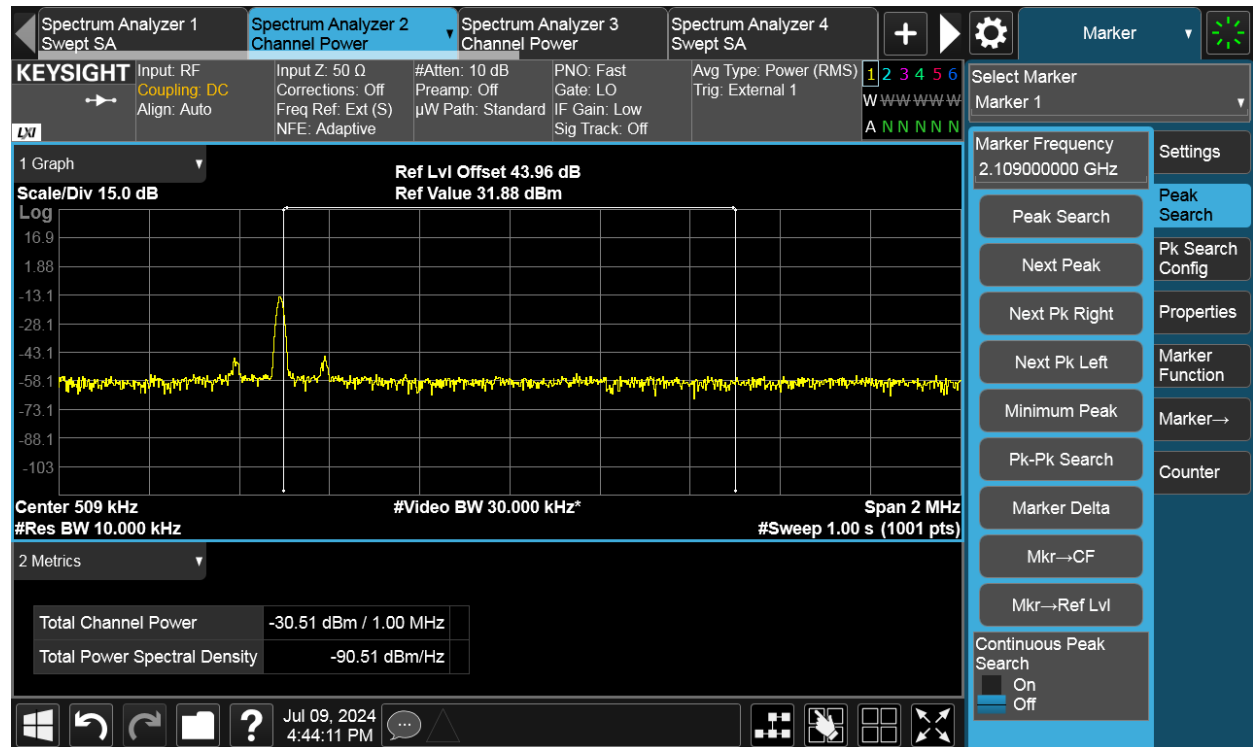 Spectrum Analyzer 1
Swept SA
Spectrum Analyzer 2
Channel Power
Spectrum Analyzer 3
Channel Power
Spectrum Analyzer 4
Swept SA
+
Marker
KEYSIGHT
LXI
Input: RF
Coupling: DC
Align: Auto
Input Z: 50 Ω
Corrections: Off
Freq Ref: Ext (S)
NFE: Adaptive
#Atten: 10 dB
Preamp: Off
µW Path: Standard
PNO: Fast
Gate: LO
IF Gain: Low
Sig Track: Off
Avg Type: Power (RMS)
Trig: External 1
1 2 3 4 5 6
W W W W W W
A N N N N N
Select Marker
Marker 1
1 Graph
Ref Lvl Offset 43.96 dB
Scale/Div 15.0 dB
Ref Value 31.88 dBm
Log
16.9
1.88
-13.1
-28.1
-43.1
-58.1
-73.1
-88.1
-103
Center 509 kHz
#Video BW 30.000 kHz*
Span 2 MHz
#Res BW 10.000 kHz
#Sweep 1.00 s (1001 pts)
2 Metrics
Total Channel Power
-30.51 dBm / 1.00 MHz
Total Power Spectral Density
-90.51 dBm/Hz
Marker Frequency
2.109000000 GHz
Peak Search
Next Peak
Next Pk Right
Next Pk Left
Minimum Peak
Pk-Pk Search
Marker Delta
Mkr→CF
Mkr→Ref Lvl
Continuous Peak
Search
On
Off
Settings
Peak
Search
Pk Search
Config
Properties
Marker
Function
Marker→
Counter
?
Jul 09, 2024
4:44:11 PM